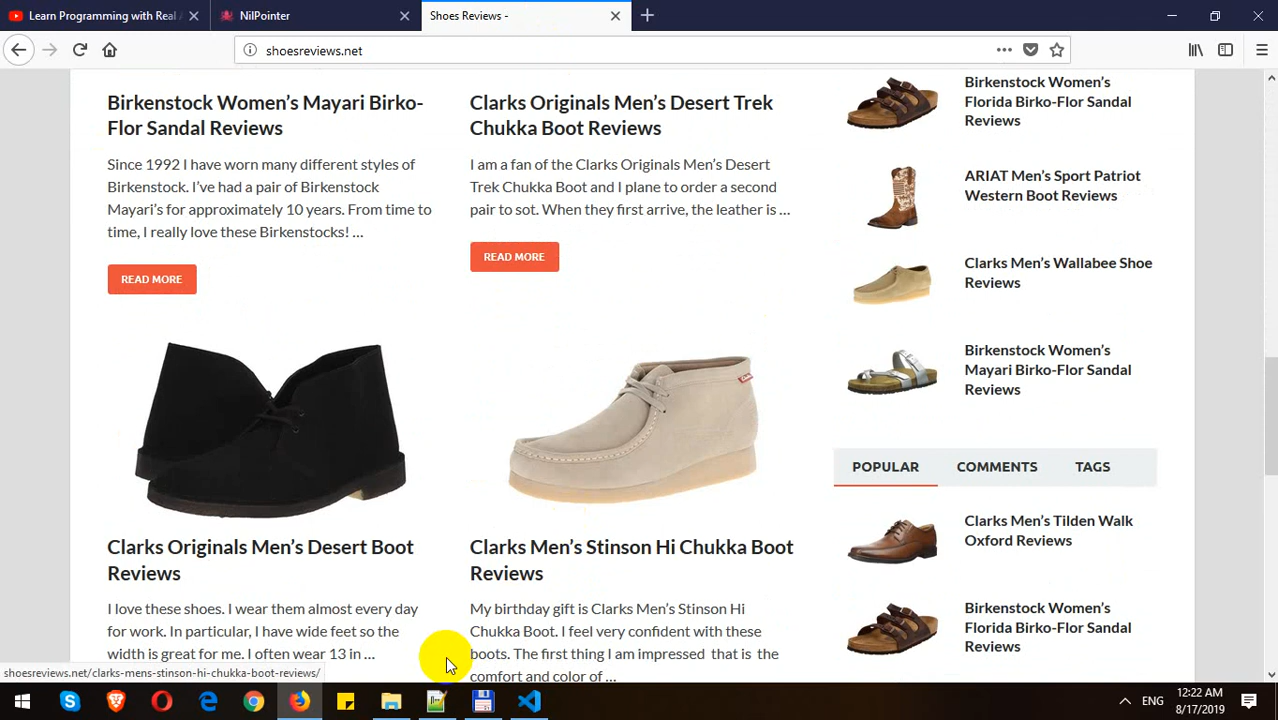 Learn Programming with Real A
NilPointer
Shoes Reviews -
shoesreviews.net
Birkenstock Women’s Mayari Birko-
Flor Sandal Reviews
Since 1992 I have worn many different styles of
Birkenstock. I’ve had a pair of Birkenstock
Mayari’s for approximately 10 years. From time to
time, I really love these Birkenstocks! ...
READ MORE
Clarks Originals Men’s Desert Trek
Chukka Boot Reviews
I am a fan of the Clarks Originals Men’s Desert
Trek Chukka Boot and I plane to order a second
pair to sot. When they first arrive, the leather is ...
READ MORE
Clarks Originals Men’s Desert Boot
Reviews
I love these shoes. I wear them almost every day
for work. In particular, I have wide feet so the
width is great for me. I often wear 13 in ...
Clarks
Clarks Men’s Stinson Hi Chukka Boot
Reviews
My birthday gift is Clarks Men’s Stinson Hi
Chukka Boot. I feel very confident with these
boots. The first thing I am impressed that is the
comfort and color of ...
Birkenstock Women’s
Florida Birko-Flor Sandal
Reviews
ARIAT Men’s Sport Patriot
Western Boot Reviews
Clarks Men’s Wallabee Shoe
Reviews
Birkenstock Women’s
Mayari Birko-Flor Sandal
Reviews
POPULAR
COMMENTS
TAGS
Clarks Men’s Tilden Walk
Oxford Reviews
Birkenstock Women’s
Florida Birko-Flor Sandal
Reviews
shoesreviews.net/clarks-mens-stinson-hi-chukka-boot-reviews/
ENG
12:22 AM
8/17/2019